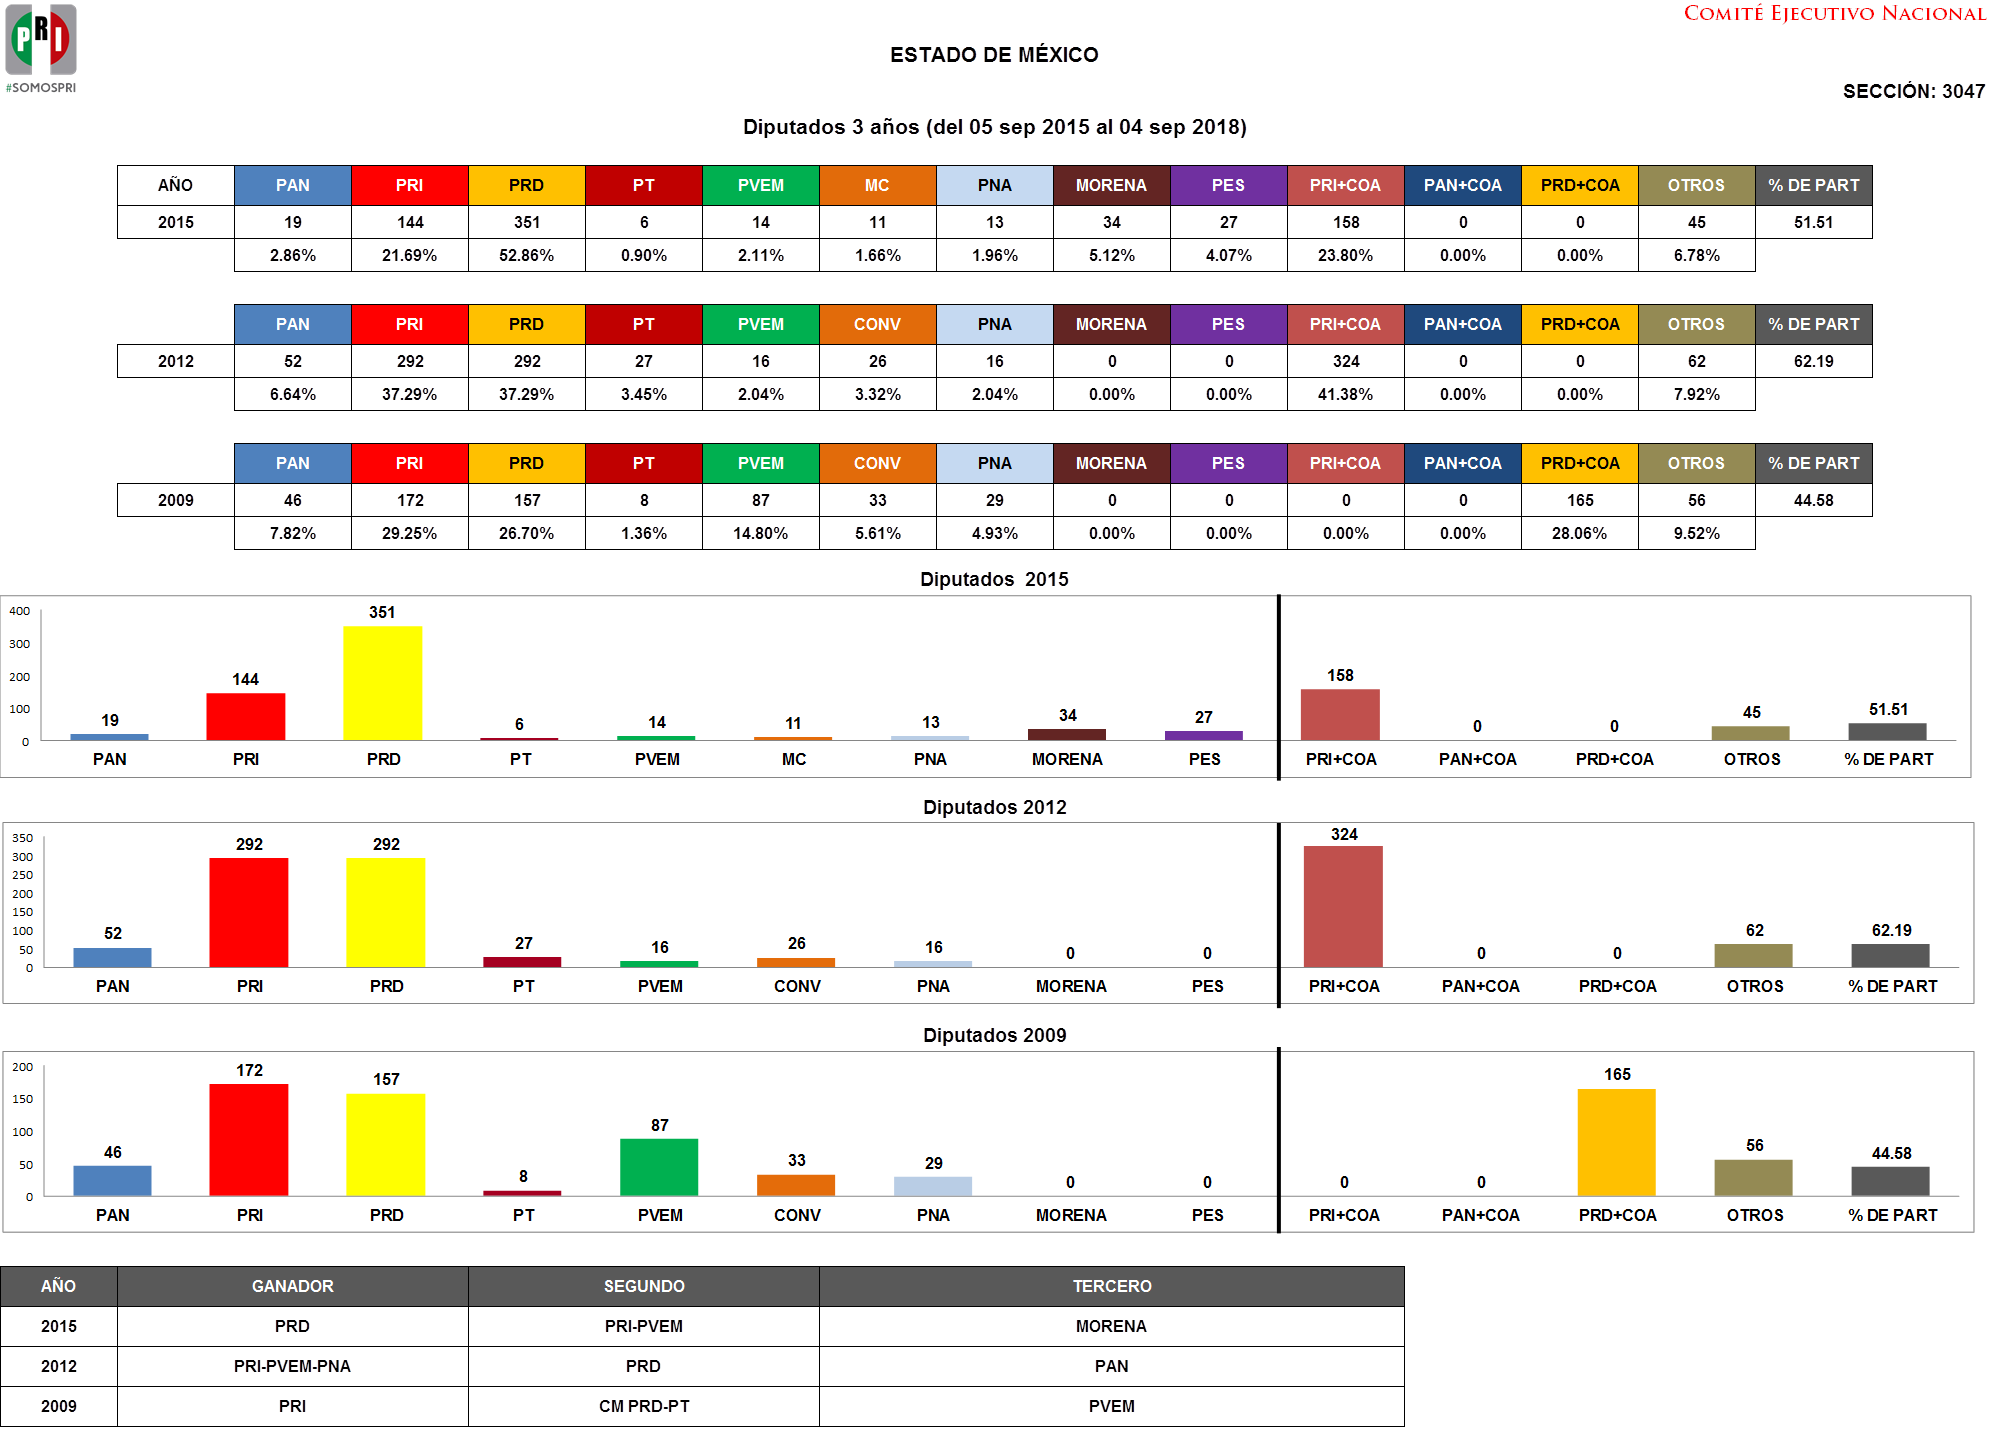 PRI
#SOMOSPRI
COMITÉ EJECUTIVO NACIONAL
ESTADO DE MÉXICO
SECCIÓN: 3047
Diputados 3 años (del 05 sep 2015 al 04 sep 2018)
AÑO PAN PRI PRD PT PVEM MC PNA MORENA PES PRI+COA PAN+COA PRD+COA OTROS % DE PART
2015 19 144 351 6 14 11 13 34 27 158 0 0 45 51.51
2.86% 21.69% 52.86% 0.90% 2.11% 1.66% 1.96% 5.12% 4.07% 23.80% 0.00% 0.00% 6.78%
PAN PRI PRD PT PVEM CONV PNA MORENA PES PRI+COA PAN+COA PRD+COA OTROS % DE PART
2012 52 292 292 27 16 26 16 0 0 324 0 0 62 62.19
6.64% 37.29% 37.29% 3.45% 2.04% 3.32% 2.04% 0.00% 0.00% 41.38% 0.00% 0.00% 7.92%
PAN PRI PRD PT PVEM CONV PNA MORENA PES PRI+COA PAN+COA PRD+COA OTROS % DE PART
2009 46 172 157 8 87 33 29 0 0 0 0 165 56 44.58
7.82% 29.25% 26.70% 1.36% 14.80% 5.61% 4.93% 0.00% 0.00% 0.00% 0.00% 28.06% 9.52%
Diputados 2015
400
300
200
100
0
19 144 351 6 14 11 13 34 27 158 0 0 45 51.51
PAN PRI PRD PT PVEM MC PNA MORENA PES PRI+COA PAN+COA PRD+COA OTROS % DE PART
Diputados 2012
350
300
250
200
150
100
50
0
52 292 292 27 16 26 16 0 0 324 0 0 62 62.19
PAN PRI PRD PT PVEM CONV PNA MORENA PES PRI+COA PAN+COA PRD+COA OTROS % DE PART
Diputados 2009
200
150
100
50
0
46 172 157 8 87 33 29 0 0 0 0 165 56 44.58
PAN PRI PRD PT PVEM CONV PNA MORENA PES PRI+COA PAN+COA PRD+COA OTROS % DE PART
AÑO GANADOR SEGUNDO TERCERO
2015 PRD PRI-PVEM MORENA
2012 PRI-PVEM-PNA PRD PAN
2009 PRI CM PRD-PT PVEM